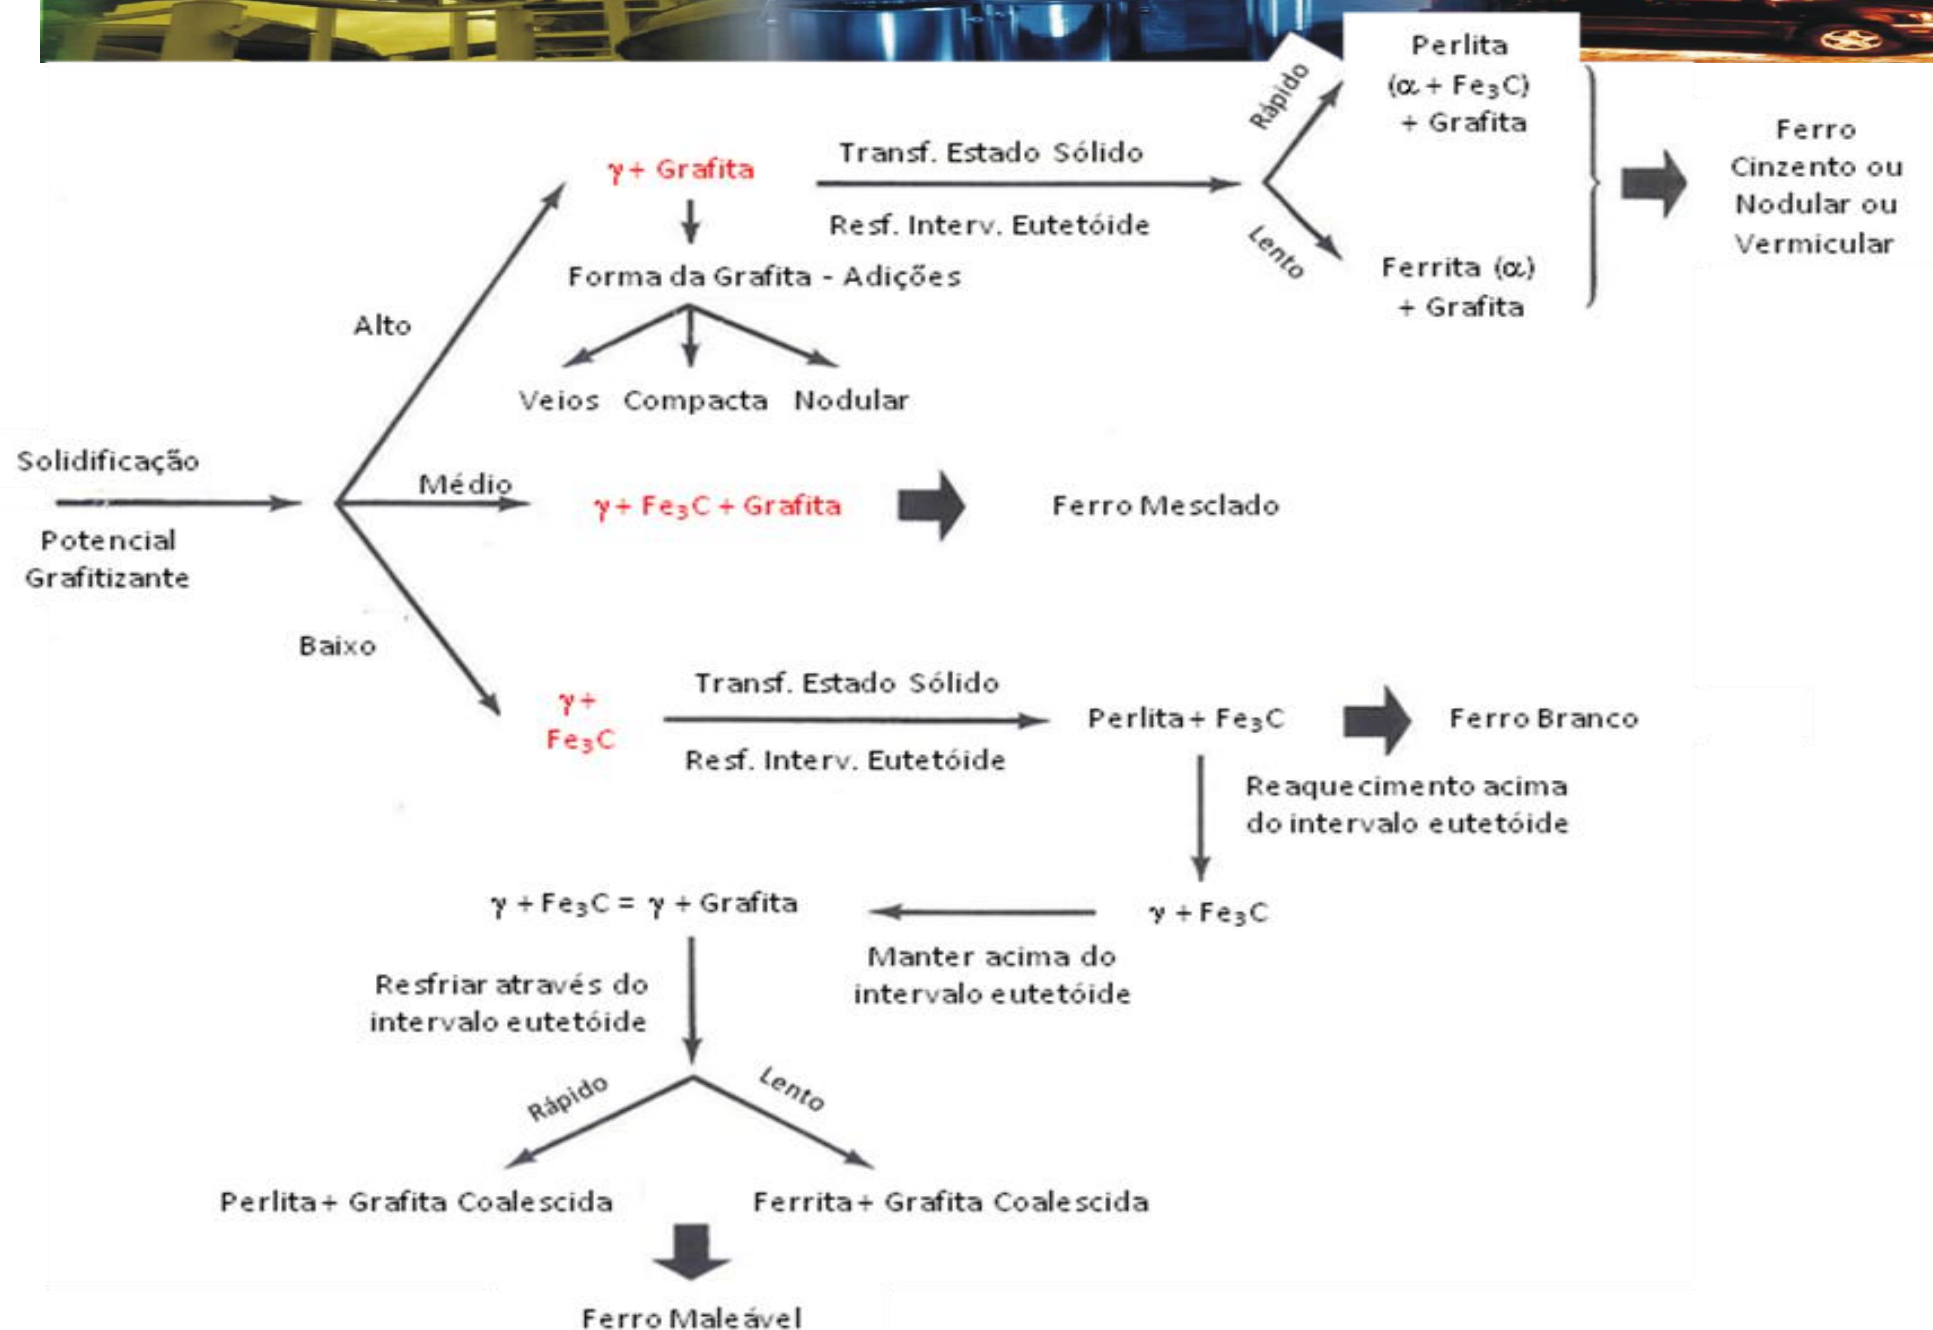 Perlita
(α + Fe₃C)
+ Grafita
Rápido
Ferro
Cinzento ou
Nodular ou
Vermicular
γ + Grafita
Transf. Estado Sólido
Resf. Interv. Eutetóide
Lento
Ferrita (α)
+ Grafita
Forma da Grafita - Adições
Veios Compacta Nodular
Alto
Solidificação
Potencial
Grafitizante
Médio
γ + Fe₃C + Grafita
Ferro Mesclado
Baixo
γ +
Fe₃C
Transf. Estado Sólido
Resf. Interv. Eutetóide
Perlita + Fe₃C
Ferro Branco
Reaquecimento acima
do intervalo eutetóide
γ + Fe₃C
Manter acima do
intervalo eutetóide
γ + Fe₃C = γ + Grafita
Resfriar através do
intervalo eutetóide
Rápido
Lento
Perlita + Grafita Coalescida
Ferrita + Grafita Coalescida
Ferro Maleável